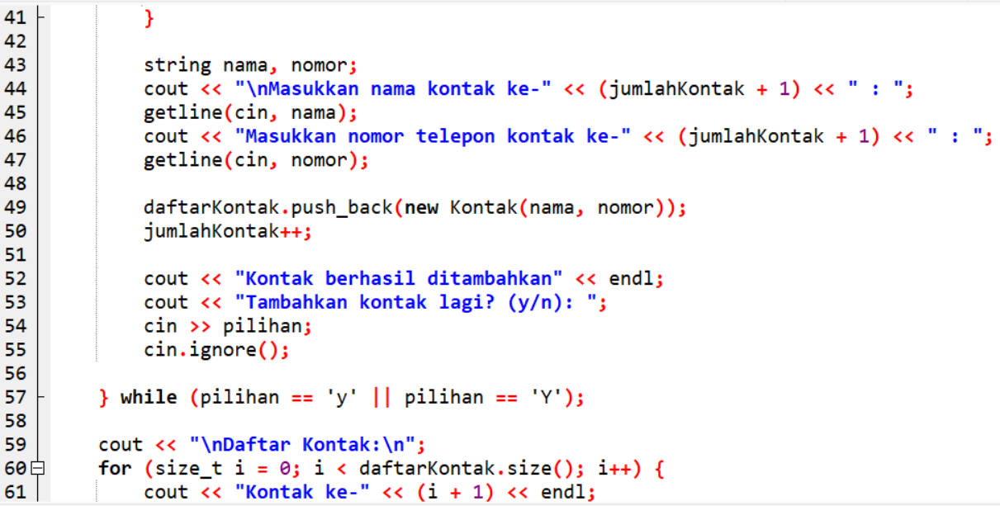 41 }
42
43 string nama, nomor;
44 cout << "\nMasukkan nama kontak ke-" << (jumlahKontak + 1) << " : ";
45 getline(cin, nama);
46 cout << "Masukkan nomor telepon kontak ke-" << (jumlahKontak + 1) << " : ";
47 getline(cin, nomor);
48
49 daftarKontak.push_back(new Kontak(nama, nomor));
50 jumlahKontak++;
51
52 cout << "Kontak berhasil ditambahkan" << endl;
53 cout << "Tambahkan kontak lagi? (y/n): ";
54 cin >> pilihan;
55 cin.ignore();
56
57 } while (pilihan == 'y' || pilihan == 'Y');
58
59 cout << "\nDaftar Kontak:\n";
60 for (size_t i = 0; i < daftarKontak.size(); i++) {
61 cout << "Kontak ke-" << (i + 1) << endl;